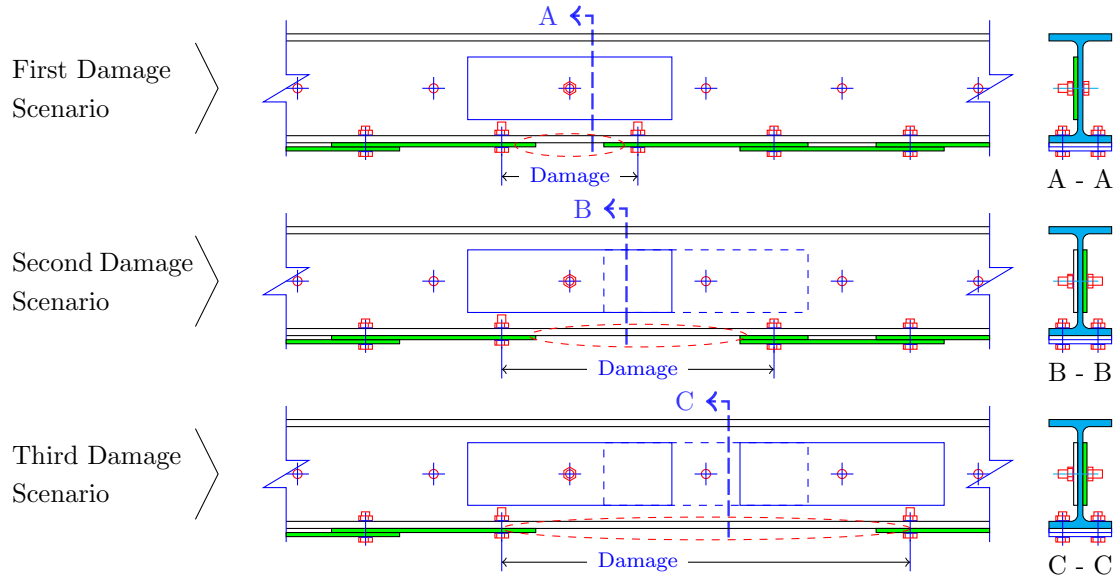 A
First Damage
Scenario
Damage
A - A
B
Second Damage
Scenario
Damage
B - B
C
Third Damage
Scenario
Damage
C - C